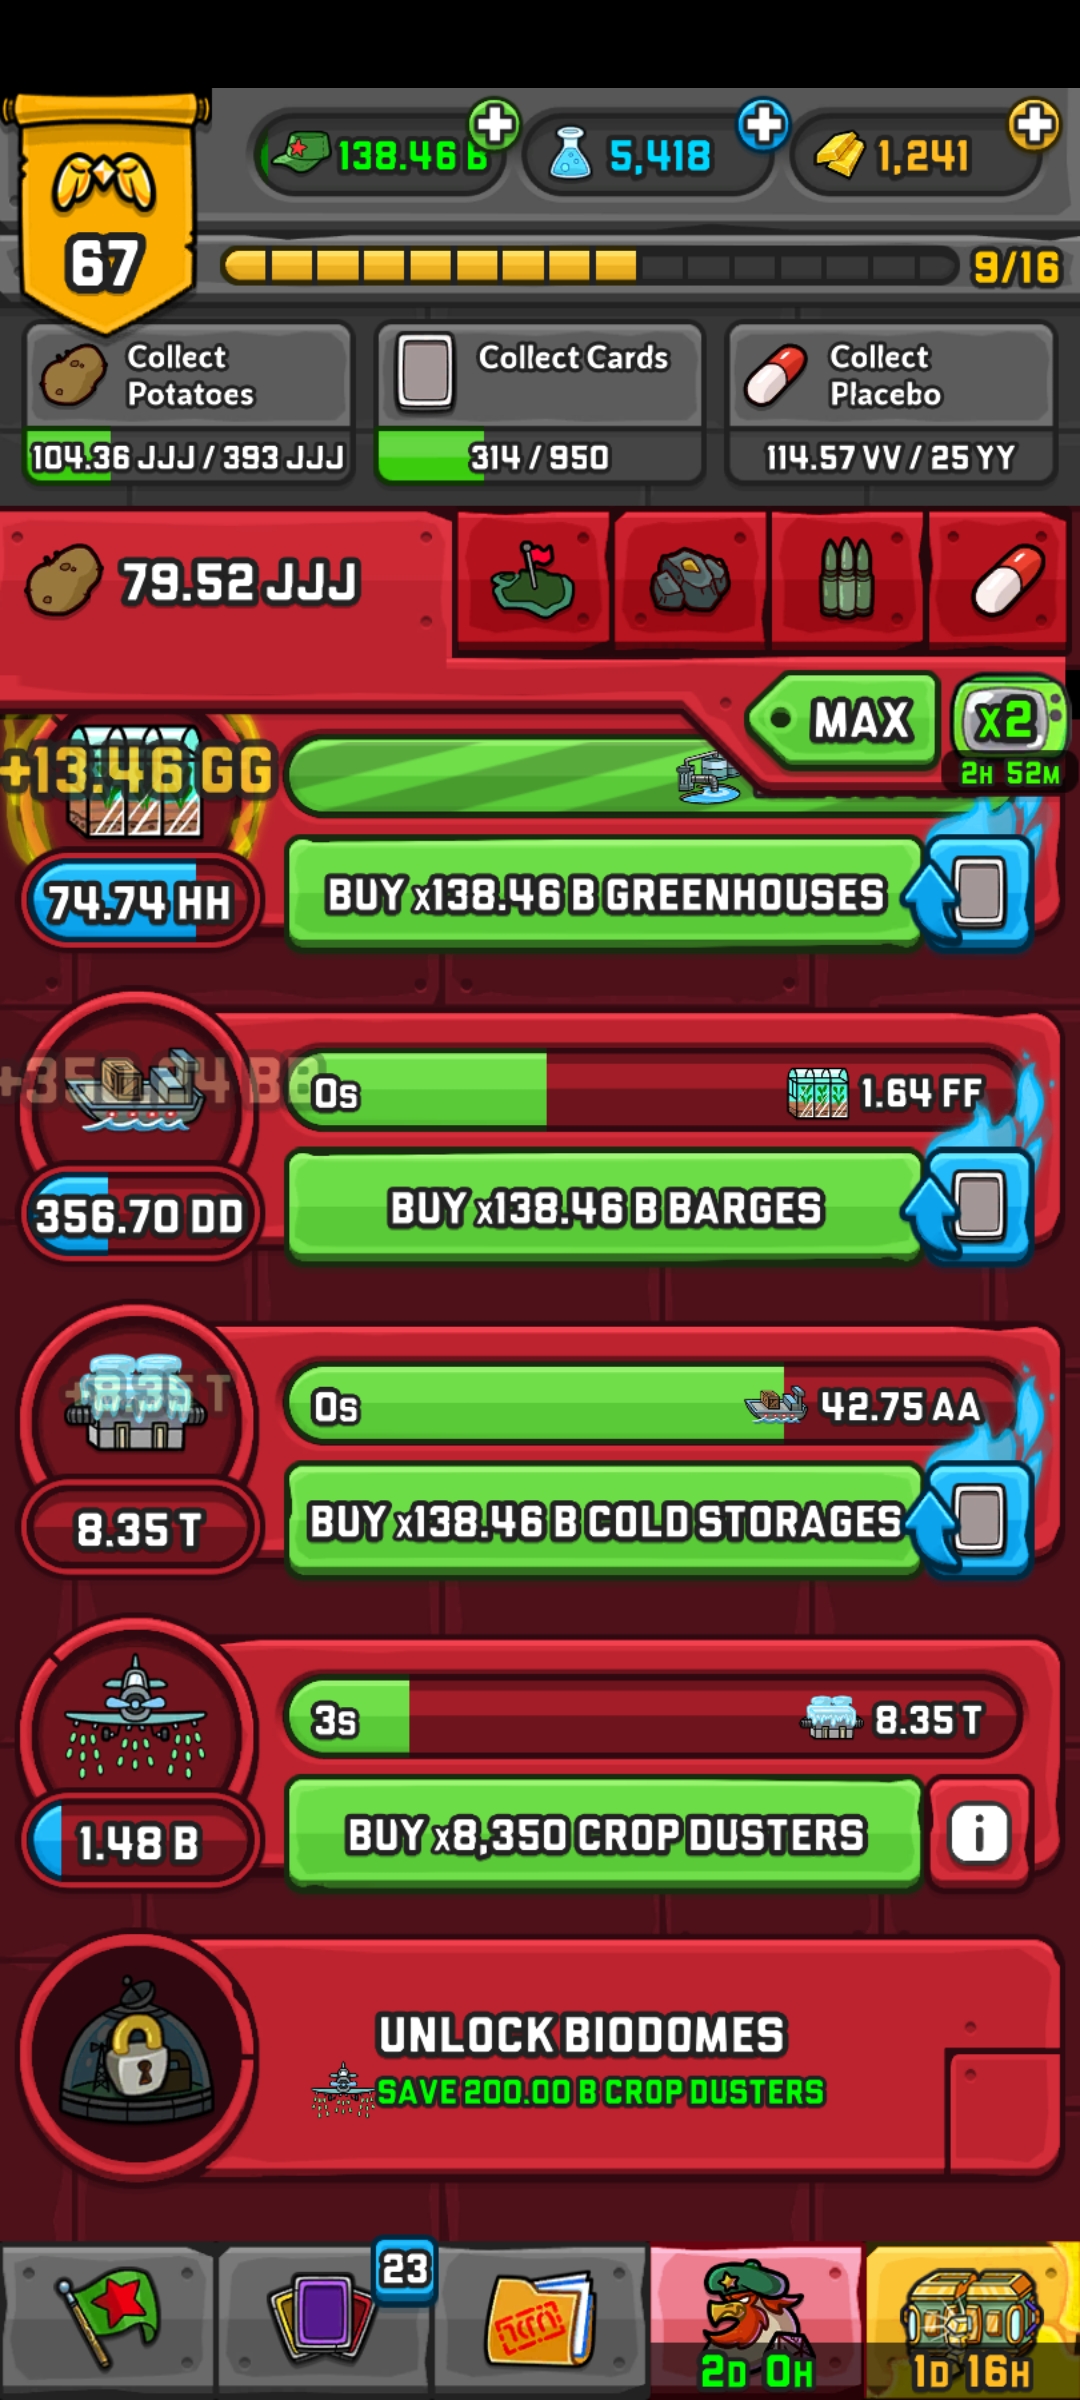 67
138.46 B
5,418
1,241
9/16
Collect Potatoes
104.36 JJJ / 393 JJJ
Collect Cards
314 / 950
Collect Placebo
114.57 VV / 25 YY
79.52 JJJ
MAX
x2
2H 52M
+13.46 GG
74.74 HH
BUY x138.46 B GREENHOUSES
0s
1.64 FF
356.70 DD
BUY x138.46 B BARGES
+8.35 T
0s
42.75 AA
8.35 T
BUY x138.46 B COLD STORAGES
3s
8.35 T
1.48 B
BUY x8,350 CROP DUSTERS
i
UNLOCK BIODOMES
SAVE 200.00 B CROP DUSTERS
23
2D 0H
1D 16H